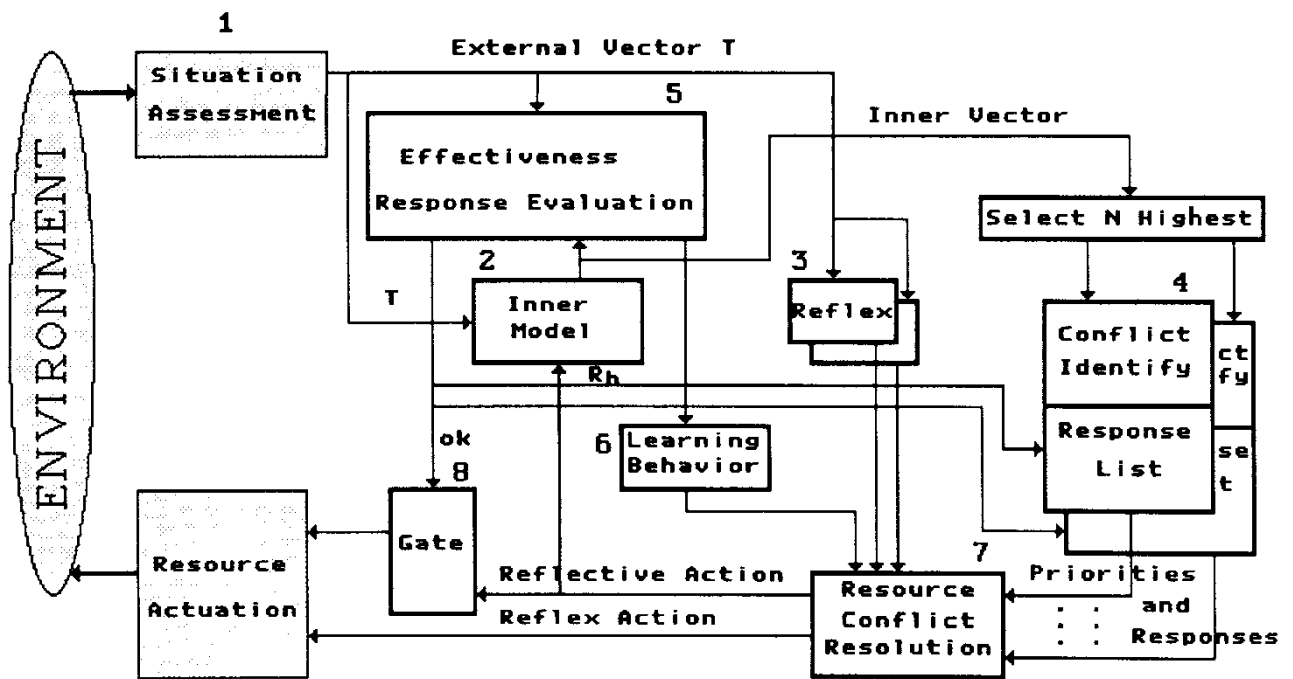 1
External Vector T
Situation
Assessment
5
Inner Vector
Effectiveness
Response Evaluation
Select N Highest
ENVIRONMENT
2
3
4
T
Inner
Model
Reflex
Conflict
Identify
ct
fy
Rh
ok
6
Learning
Behavior
Response
List
se
t
8
Gate
7
Resource
Actuation
Reflective Action
Reflex Action
Resource
Conflict
Resolution
Priorities
and
Responses